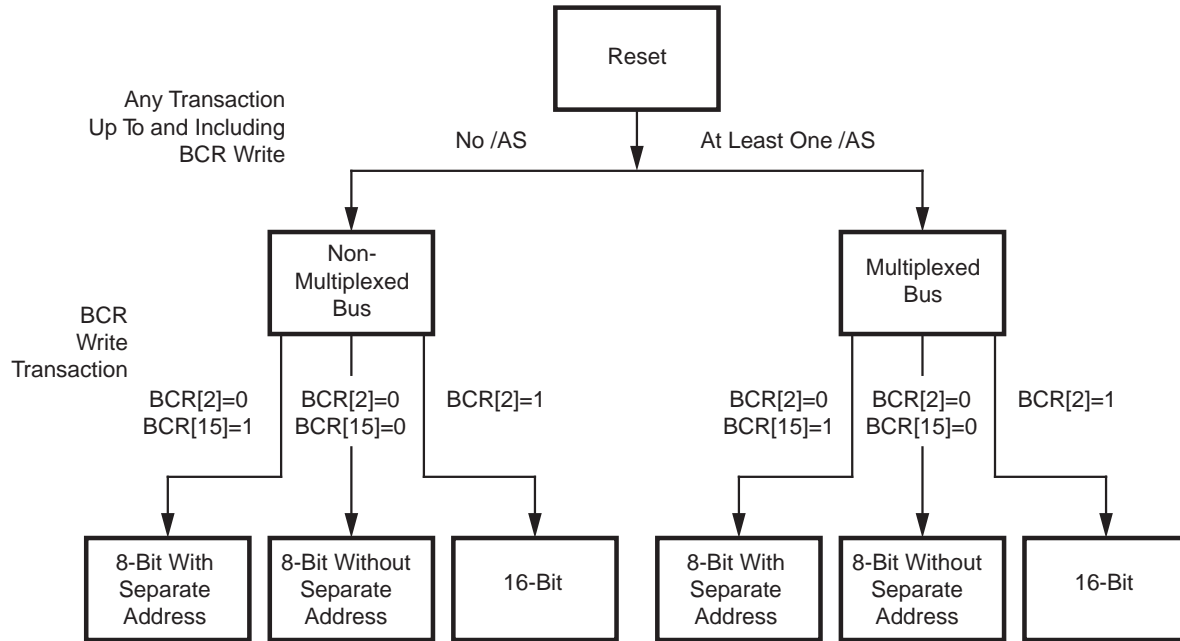 Reset
Any Transaction
Up To and Including
BCR Write
No /AS
At Least One /AS
Non-
Multiplexed
Bus
Multiplexed
Bus
BCR
Write
Transaction
BCR[2]=0
BCR[15]=1
BCR[2]=0
BCR[15]=0
BCR[2]=1
BCR[2]=0
BCR[15]=1
BCR[2]=0
BCR[15]=0
BCR[2]=1
8-Bit With
Separate
Address
8-Bit Without
Separate
Address
16-Bit
8-Bit With
Separate
Address
8-Bit Without
Separate
Address
16-Bit